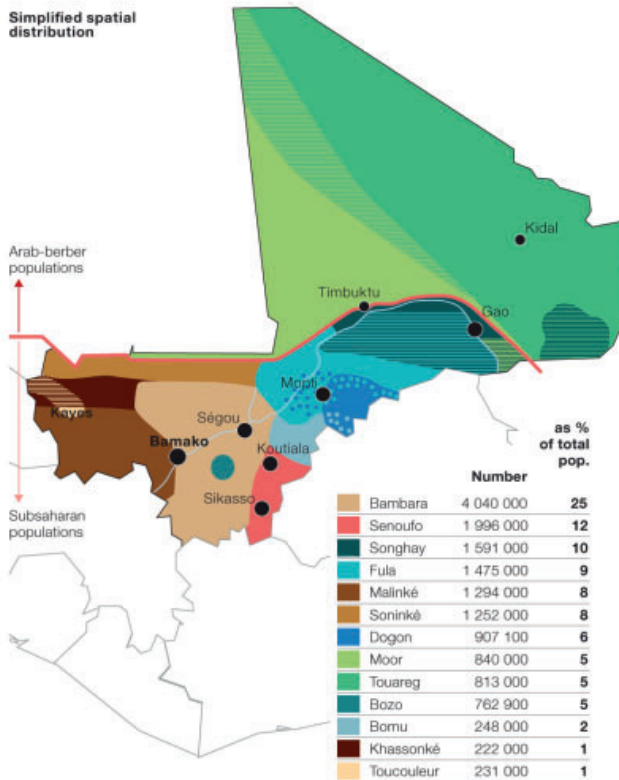 Simplified spatial
distribution
Arab-berber
populations
Kidal
Timbuktu
Gao
Mopti
Kayes
Ségou
Bamako
Koutiala
Sikasso
Subsaharan
populations
as %
of total
pop.
Number
Bambara 4 040 000 25
Senoufo 1 996 000 12
Songhay 1 591 000 10
Fula 1 475 000 9
Malinké 1 294 000 8
Soninké 1 252 000 8
Dogon 907 100 6
Moor 840 000 5
Touareg 813 000 5
Bozo 762 900 5
Bomu 248 000 2
Khassonké 222 000 1
Toucouleur 231 000 1